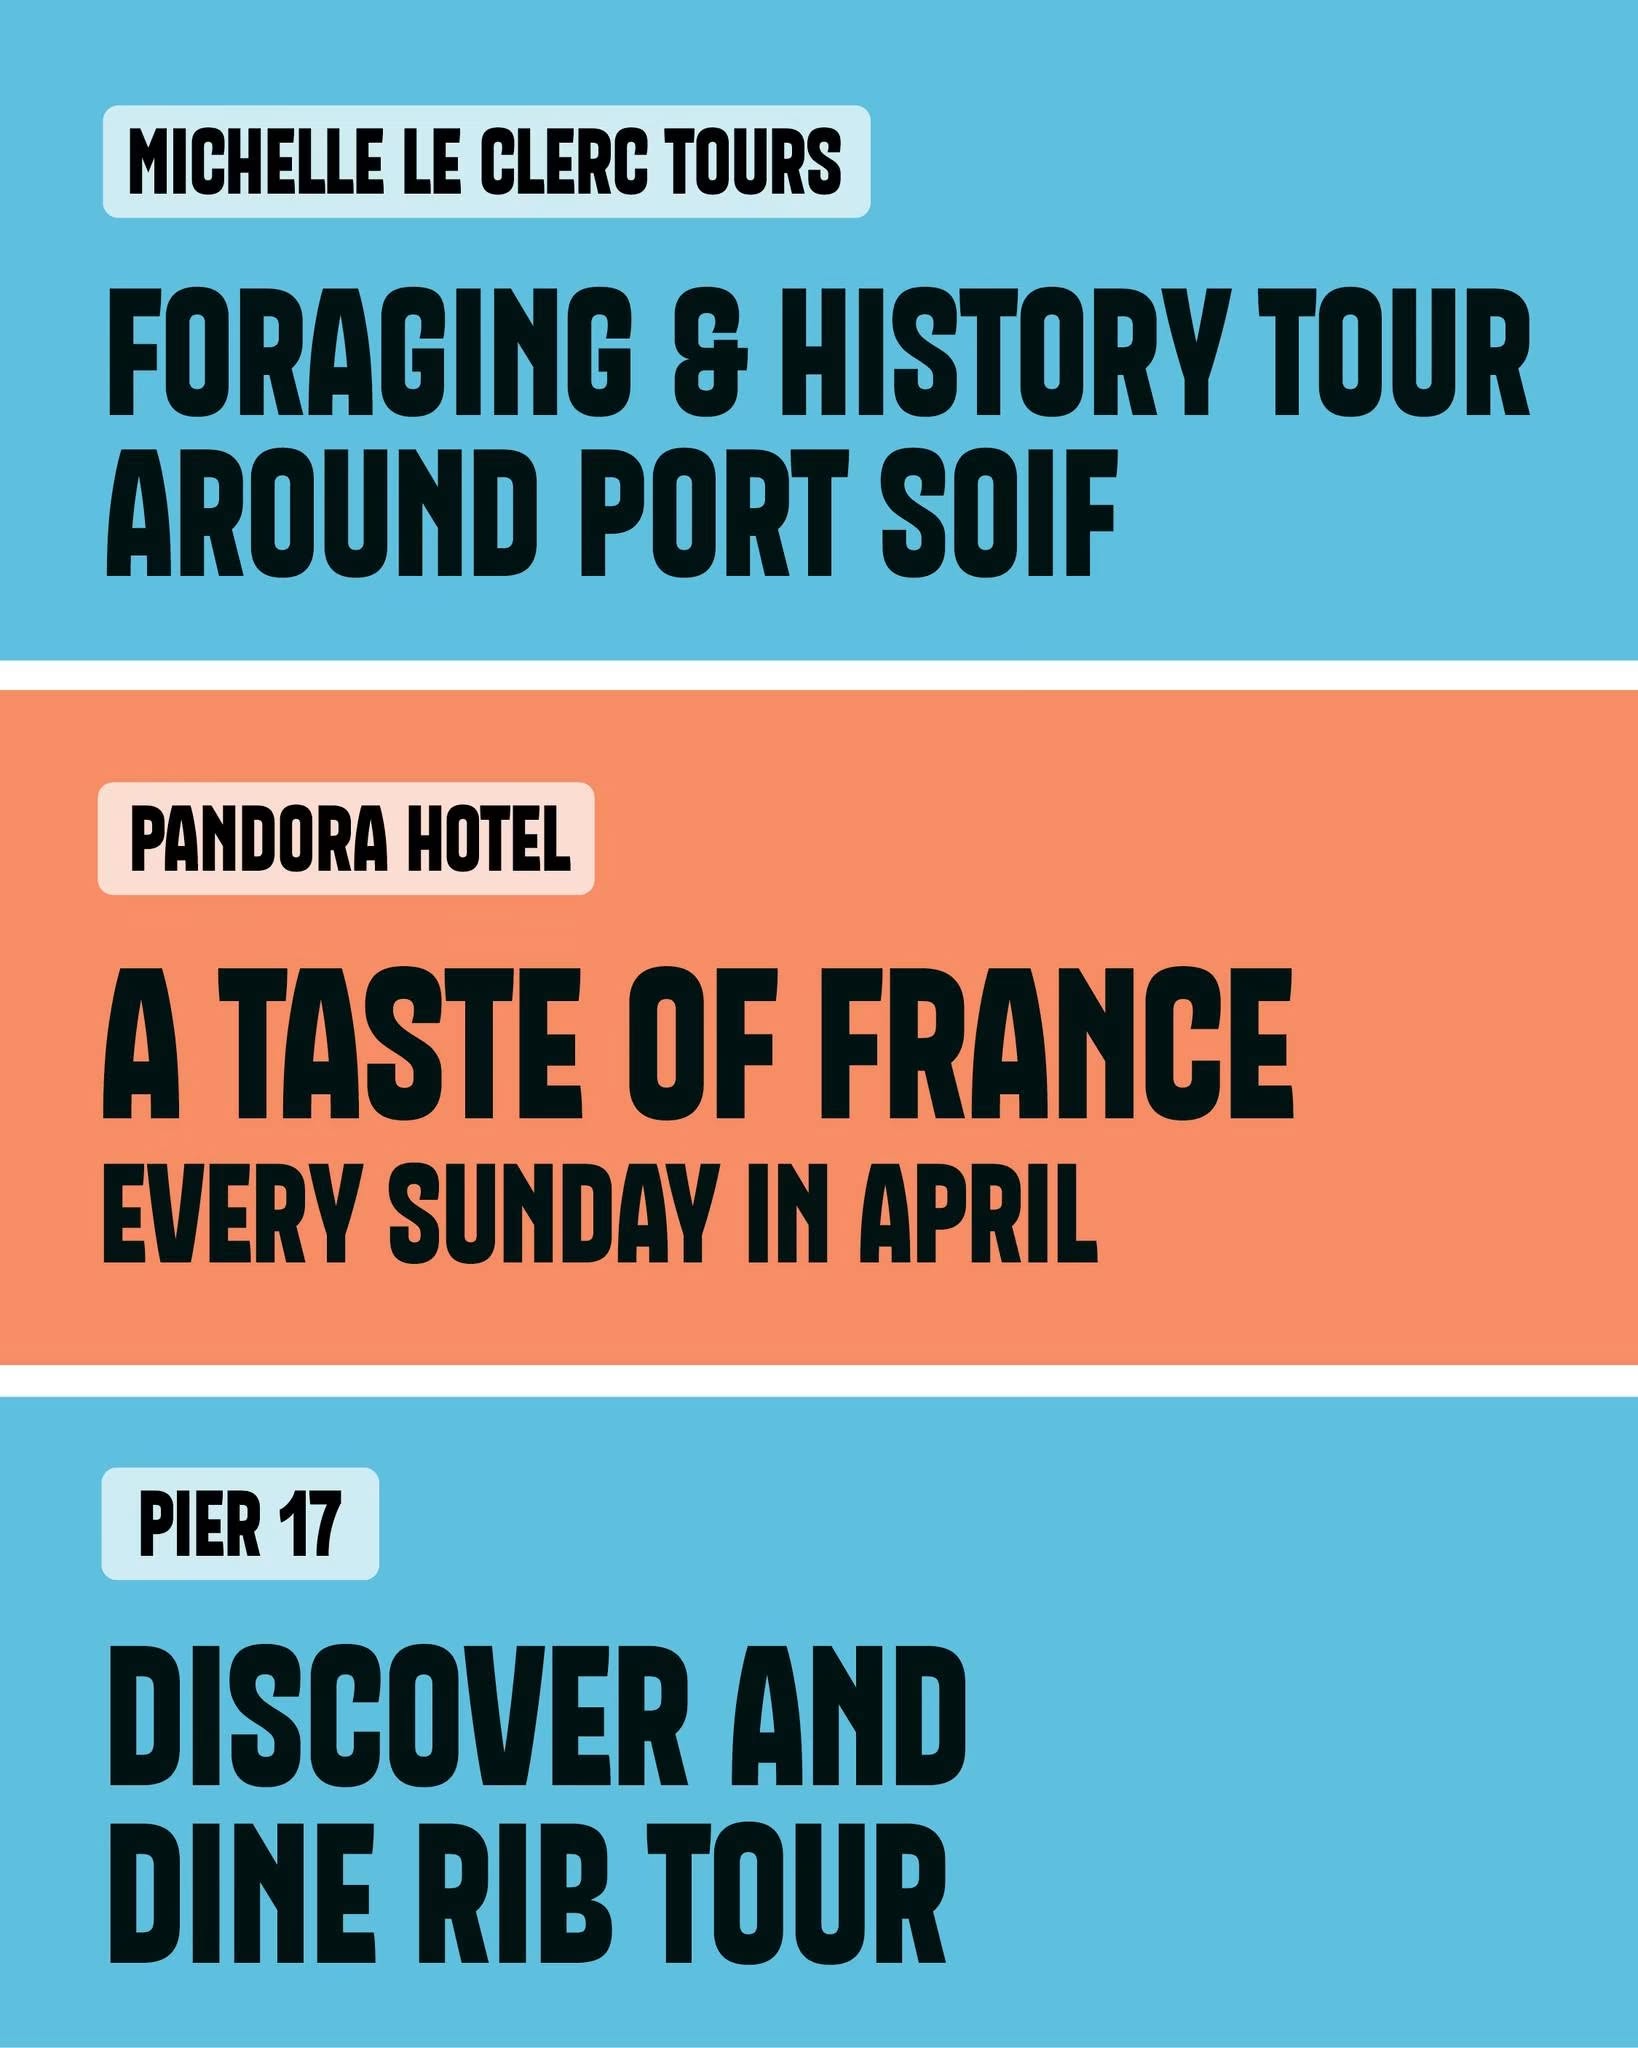 MICHELLE LE CLERC TOURS
FORAGING & HISTORY TOUR
AROUND PORT SOIF
PANDORA HOTEL
A TASTE OF FRANCE
EVERY SUNDAY IN APRIL
PIER 17
DISCOVER AND
DINE RIB TOUR